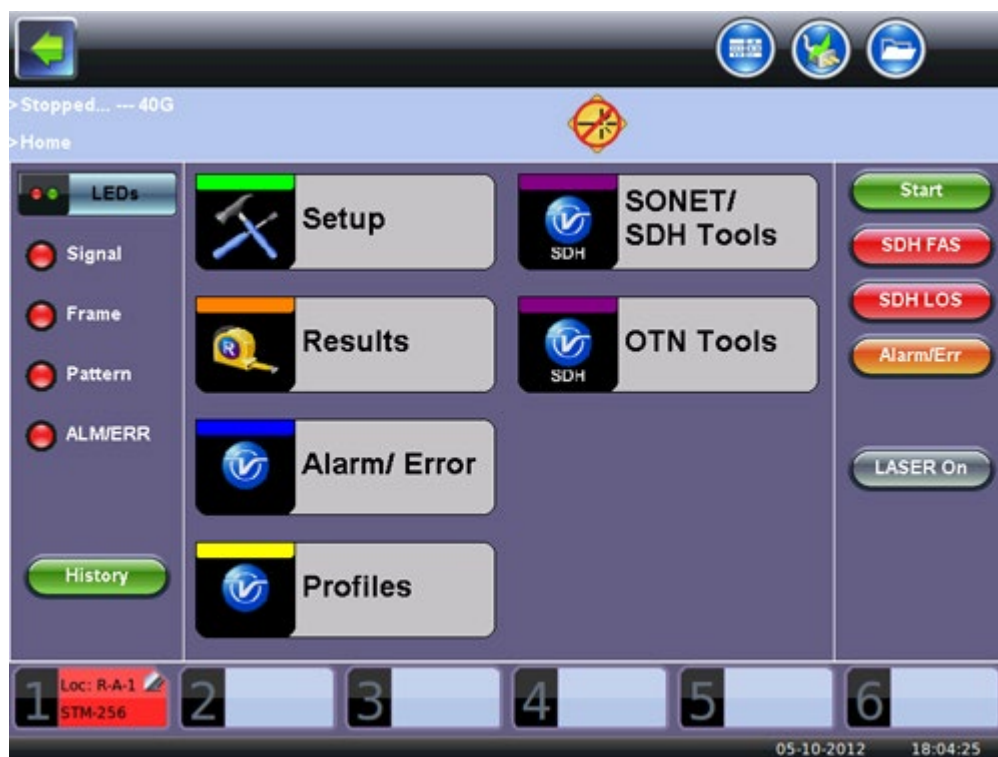 >Stopped... --- 40G
>Home
LEDs
Signal
Frame
Pattern
ALM/ERR
History
Setup
R
Results
Alarm/ Error
Profiles
SDH
SONET/
SDH Tools
SDH
OTN Tools
Start
SDH FAS
SDH LOS
Alarm/Err
LASER On
1
Loc: R-A-1
STM-256
2
3
4
5
6
05-10-2012 18:04:25